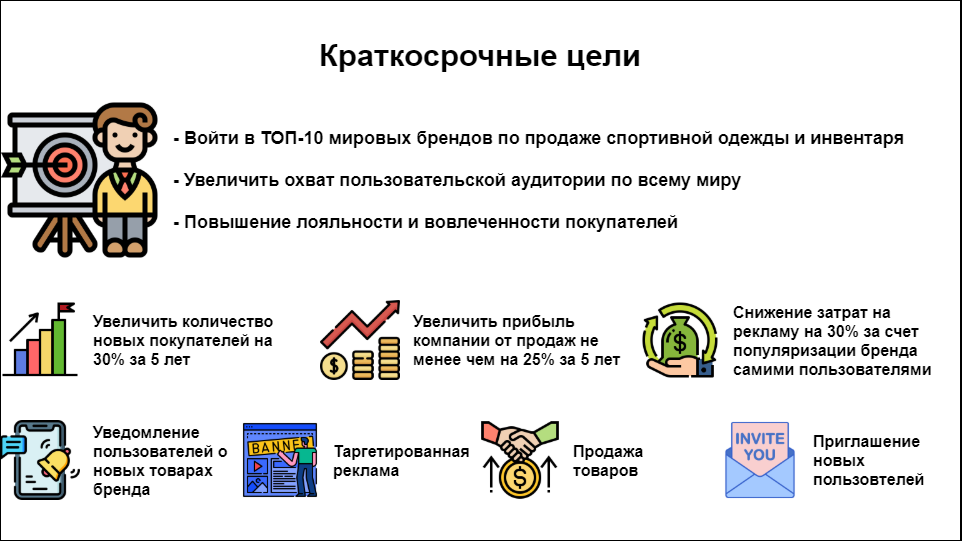 Краткосрочные цели
- Войти в ТОП-10 мировых брендов по продаже спортивной одежды и инвентаря
- Увеличить охват пользовательской аудитории по всему миру
- Повышение лояльности и вовлеченности покупателей
Увеличить количество
новых покупателей на
30% за 5 лет
Увеличить прибыль
компании от продаж не
менее чем на 25% за 5 лет
Снижение затрат на
рекламу на 30% за счет
популяризации бренда
самими пользователями
Уведомление
пользователей о
новых товарах
бренда
BANNER
Таргетированная
реклама
Продажа
товаров
INVITE
YOU
Приглашение
новых
пользовтелей